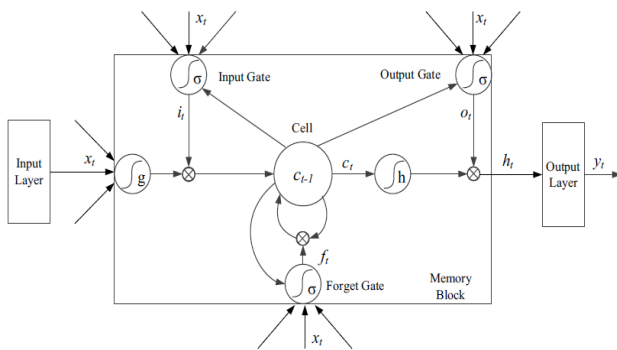 x_t
x_t
σ
Input Gate
Output Gate
σ
i_t
o_t
Cell
Input
Layer
x_t
g
c_{t-1}
c_t
h
h_t
Output
Layer
y_t
f_t
σ
Forget Gate
Memory
Block
x_t